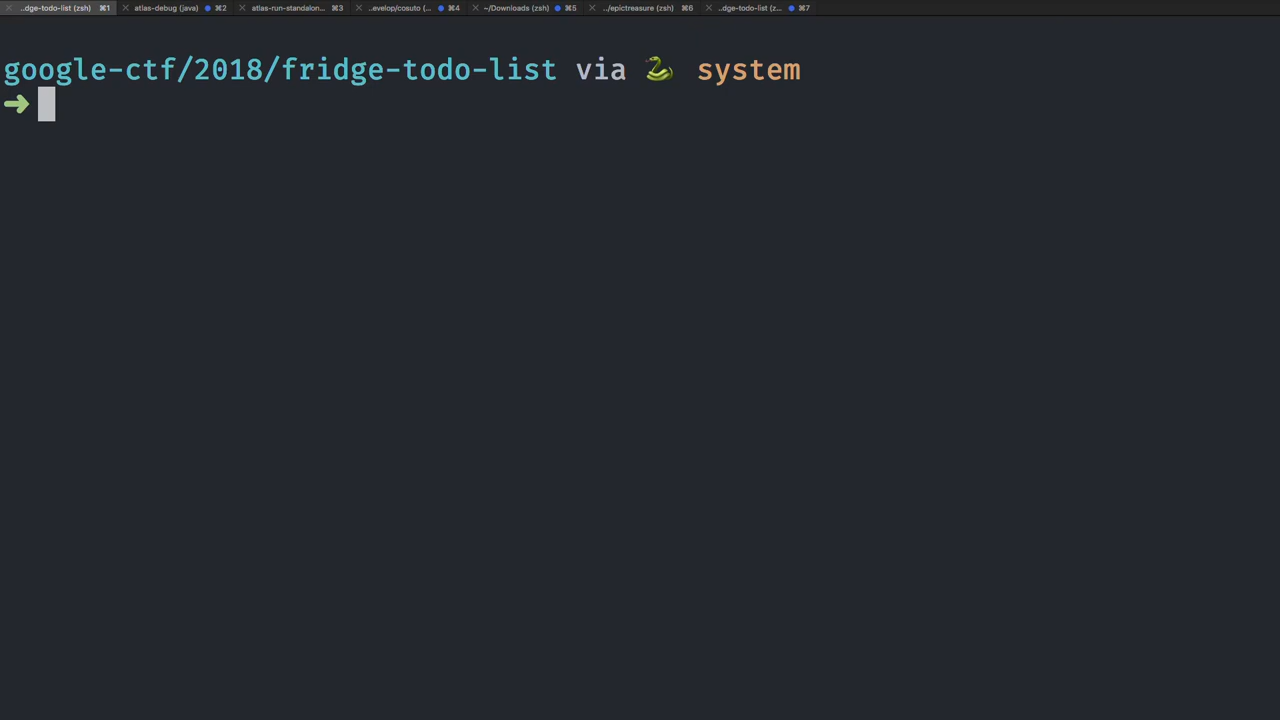 ..dge-todo-list (zsh) ⌘1 atlas-debug (java) ⌘2 atlas-run-standalon... ⌘3 ..evelop/cosuto (... ⌘4 ~/Downloads (zsh) ⌘5 ../epictreasure (zsh) ⌘6 ..dge-todo-list (z... ⌘7
google-ctf/2018/fridge-todo-list via 🐍 system
➜